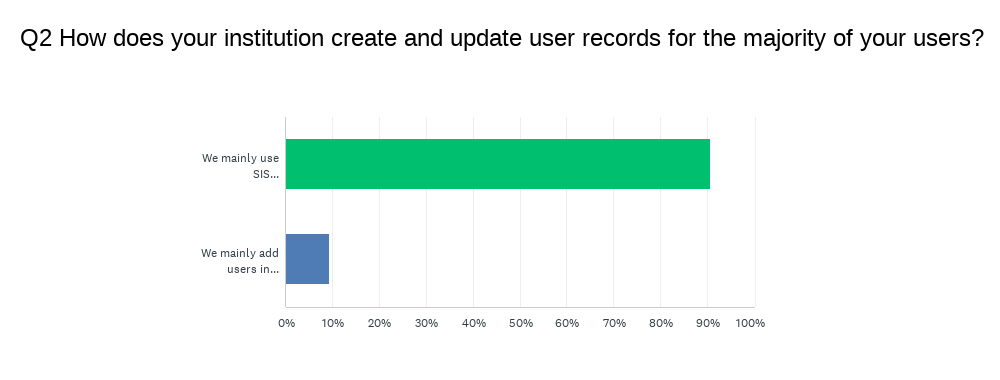 Q2 How does your institution create and update user records for the majority of your users?
We mainly use
SIS...
We mainly add
users in...
0% 10% 20% 30% 40% 50% 60% 70% 80% 90% 100%